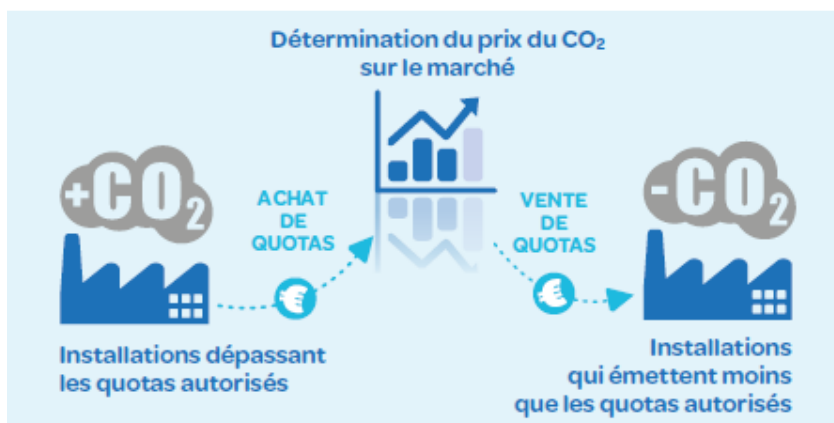 Détermination du prix du CO₂
sur le marché
+CO₂
ACHAT
DE
QUOTAS
VENTE
DE
QUOTAS
-CO₂
Installations dépassant
les quotas autorisés
Installations
qui émettent moins
que les quotas autorisés